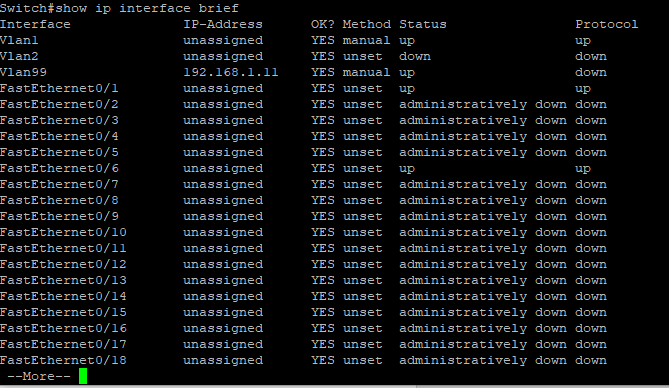 Switch#show ip interface brief
Interface              IP-Address      OK? Method Status                Protocol
Vlan1                  unassigned      YES manual up                    up
Vlan2                  unassigned      YES unset  down                  down
Vlan99                 192.168.1.11    YES manual up                    down
FastEthernet0/1        unassigned      YES unset  up                    up
FastEthernet0/2        unassigned      YES unset  administratively down down
FastEthernet0/3        unassigned      YES unset  administratively down down
FastEthernet0/4        unassigned      YES unset  administratively down down
FastEthernet0/5        unassigned      YES unset  administratively down down
FastEthernet0/6        unassigned      YES unset  up                    up
FastEthernet0/7        unassigned      YES unset  administratively down down
FastEthernet0/8        unassigned      YES unset  administratively down down
FastEthernet0/9        unassigned      YES unset  administratively down down
FastEthernet0/10       unassigned      YES unset  administratively down down
FastEthernet0/11       unassigned      YES unset  administratively down down
FastEthernet0/12       unassigned      YES unset  administratively down down
FastEthernet0/13       unassigned      YES unset  administratively down down
FastEthernet0/14       unassigned      YES unset  administratively down down
FastEthernet0/15       unassigned      YES unset  administratively down down
FastEthernet0/16       unassigned      YES unset  administratively down down
FastEthernet0/17       unassigned      YES unset  administratively down down
FastEthernet0/18       unassigned      YES unset  administratively down down
 --More--